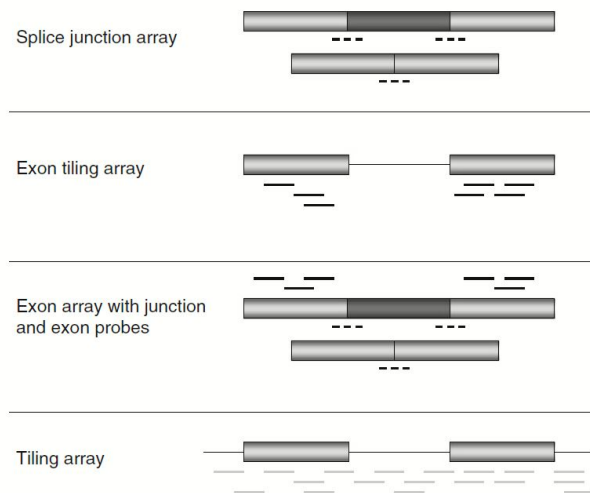 Splice junction array
Exon tiling array
Exon array with junction
and exon probes
Tiling array